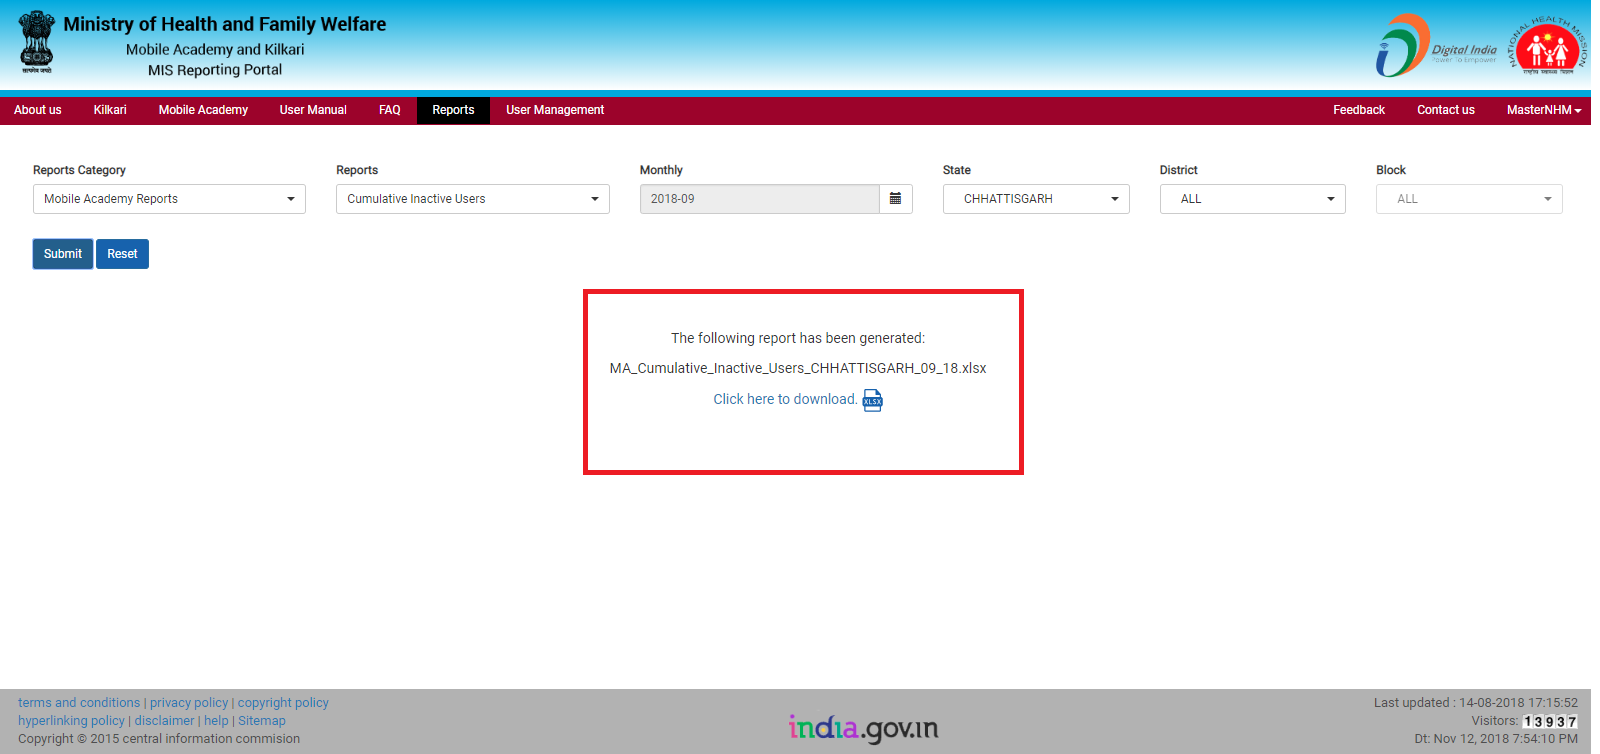 Ministry of Health and Family Welfare
Mobile Academy and Kilkari
MIS Reporting Portal
सत्यमेव जयते
Digital India
Power To Empower
NATIONAL HEALTH MISSION
राष्ट्रीय स्वास्थ्य मिशन
About us Kilkari Mobile Academy User Manual FAQ Reports User Management Feedback Contact us MasterNHM
Reports Category Reports Monthly State District Block
Mobile Academy Reports Cumulative Inactive Users 2018-09 CHHATTISGARH ALL ALL
Submit Reset
The following report has been generated:
MA_Cumulative_Inactive_Users_CHHATTISGARH_09_18.xlsx
Click here to download. XLSX
terms and conditions | privacy policy | copyright policy
hyperlinking policy | disclaimer | help | Sitemap
Copyright © 2015 central information commision
india.gov.in
Last updated : 14-08-2018 17:15:52
Visitors: 13937
Dt: Nov 12, 2018 7:54:10 PM